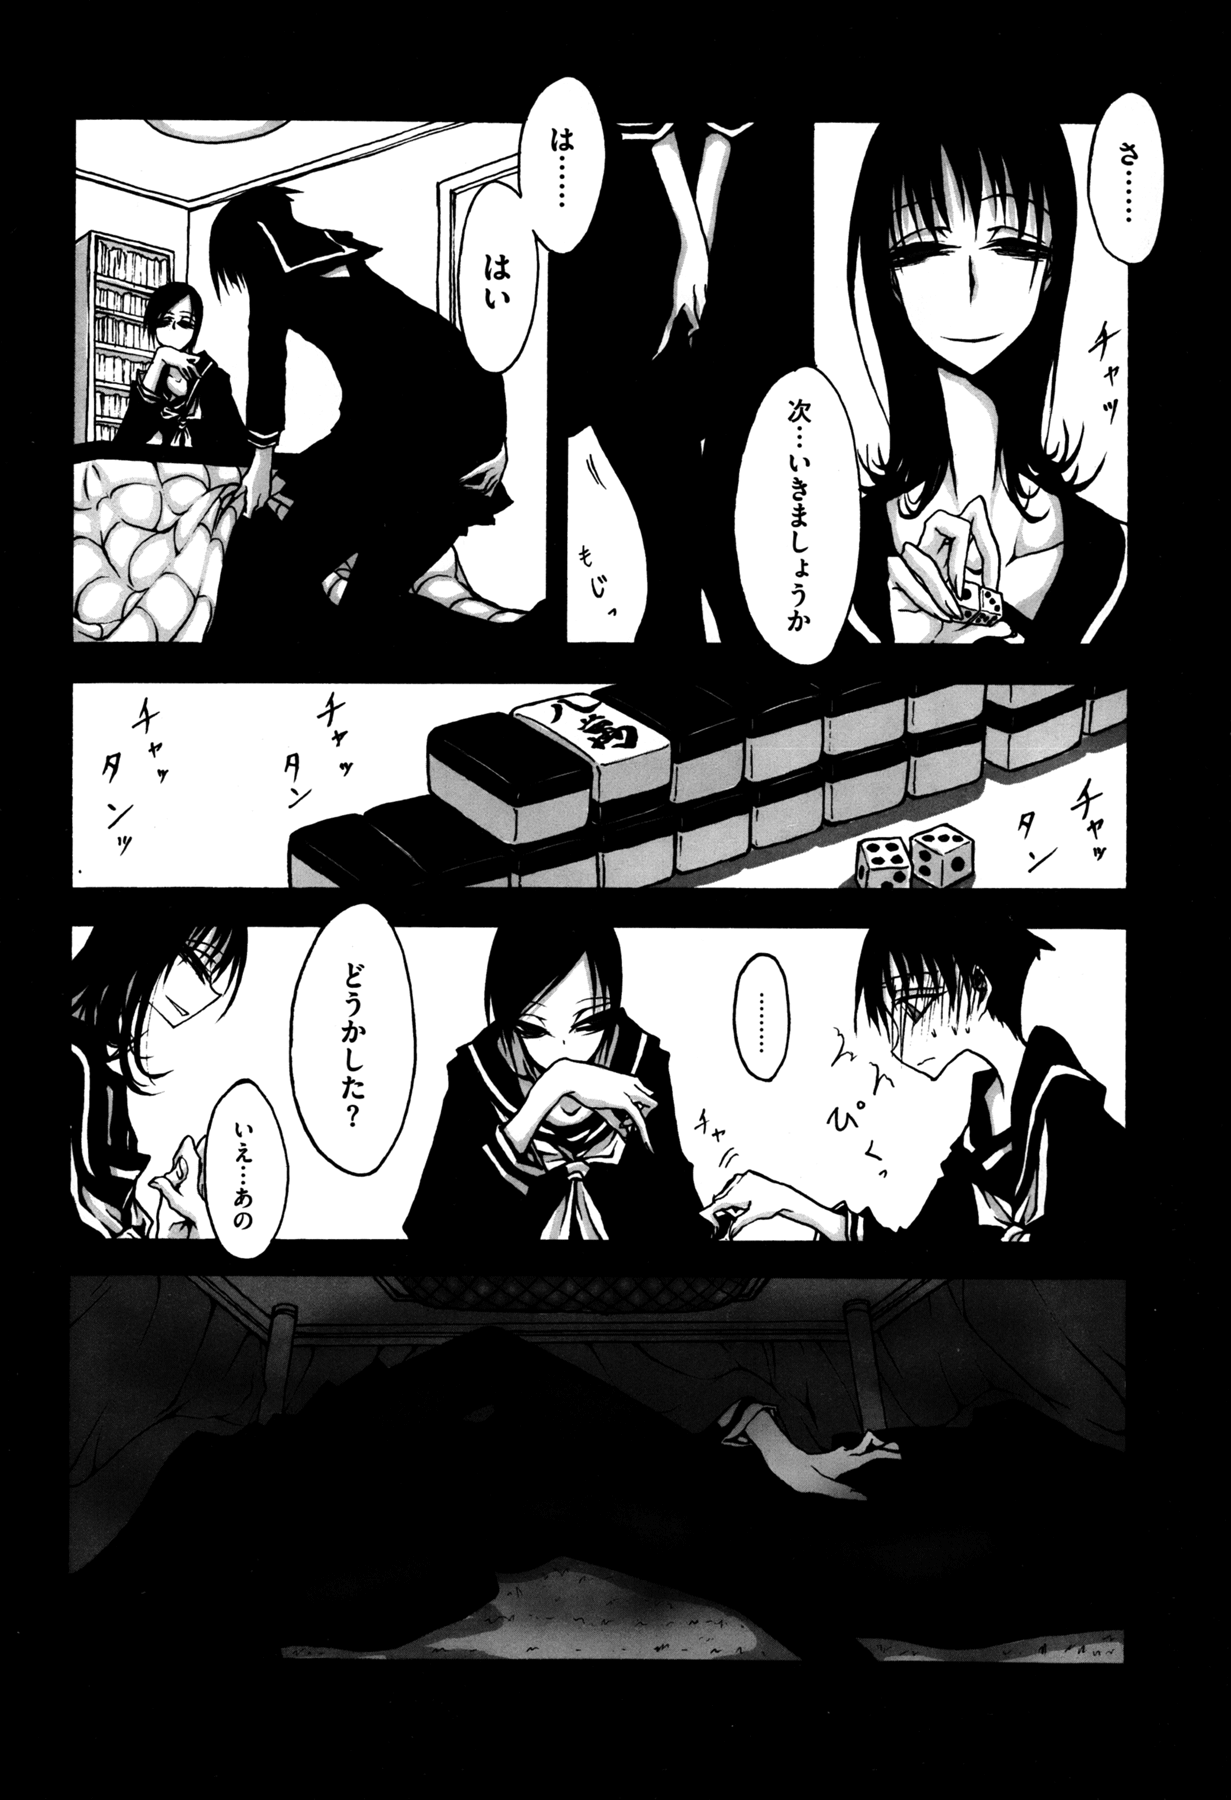 さ……
チャッ
次…いきましょうか
もじっ
は……
はい
チャッ
タン
チャッ
タン
チャッ
タンッ
八萬
ぴくっ
チャ
………
どうかした？
いえ…あの